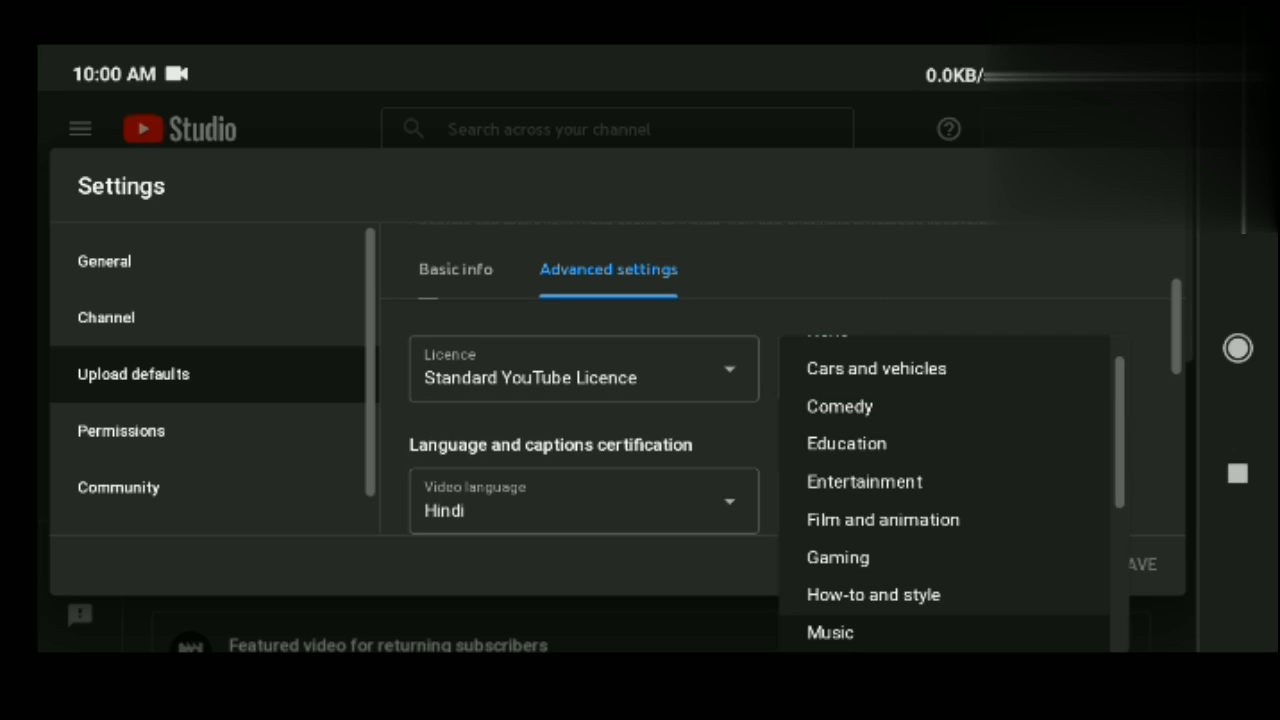 10:00 AM
0.0KB/
Studio
Search across your channel
Settings
General
Channel
Upload defaults
Permissions
Community
Basic info
Advanced settings
Licence
Standard YouTube Licence
Language and captions certification
Video language
Hindi
Cars and vehicles
Comedy
Education
Entertainment
Film and animation
Gaming
How-to and style
Music
AVE
Featured video for returning subscribers